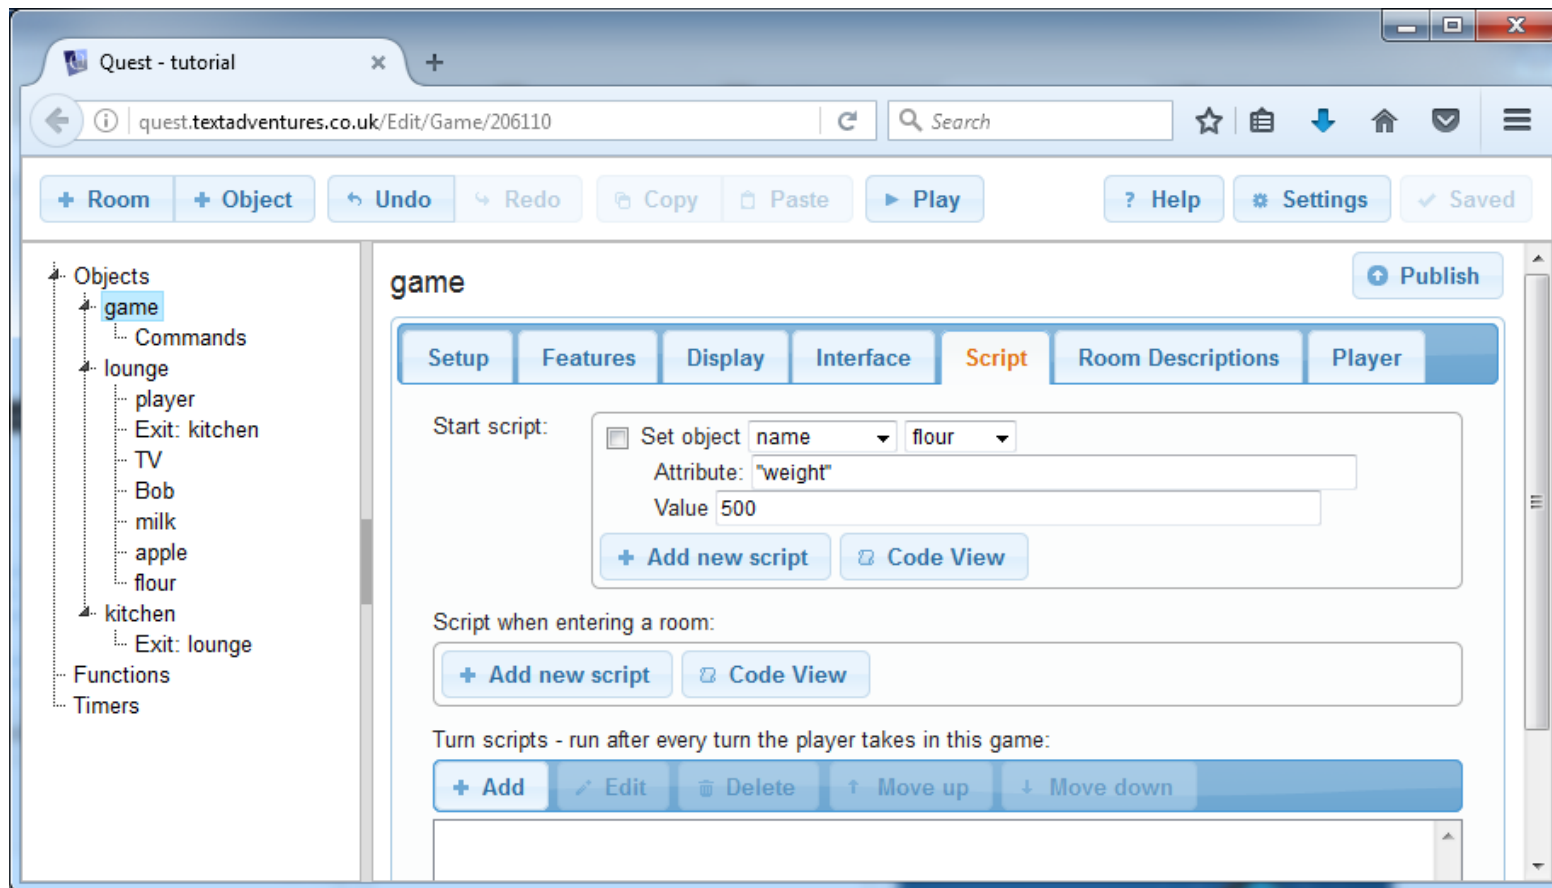 Quest - tutorial
quest.textadventures.co.uk/Edit/Game/206110
Search
Room
Object
Undo
Redo
Copy
Paste
Play
? Help
Settings
Saved
Objects
game
Commands
lounge
player
Exit: kitchen
TV
Bob
milk
apple
flour
kitchen
Exit: lounge
Functions
Timers
game
Publish
Setup
Features
Display
Interface
Script
Room Descriptions
Player
Start script:
Set object name flour
Attribute: "weight"
Value 500
Add new script
Code View
Script when entering a room:
Add new script
Code View
Turn scripts - run after every turn the player takes in this game:
Add
Edit
Delete
Move up
Move down